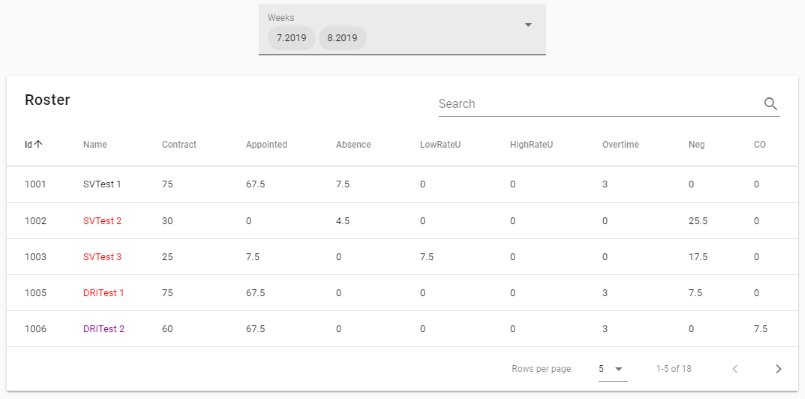 Weeks
7.2019 8.2019
Roster
Search
Id Name Contract Appointed Absence LowRateU HighRateU Overtime Neg CO
1001 SVTest 1 75 67.5 7.5 0 0 3 0 0
1002 SVTest 2 30 0 4.5 0 0 0 25.5 0
1003 SVTest 3 25 7.5 0 7.5 0 0 17.5 0
1005 DRITest 1 75 67.5 0 0 0 3 7.5 0
1006 DRITest 2 60 67.5 0 0 0 3 0 7.5
Rows per page: 5 1-5 of 18